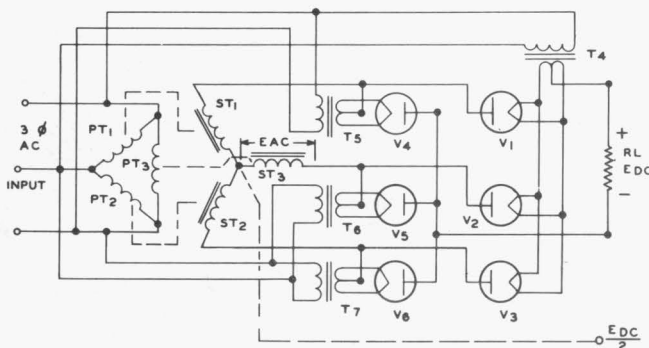 T4
3 ø
AC
INPUT
PT1
PT3
PT2
ST1
EAC
ST3
ST2
T5
V4
V1
T6
V5
V2
T7
V6
V3
+
RL
EDC
−
EDC
2